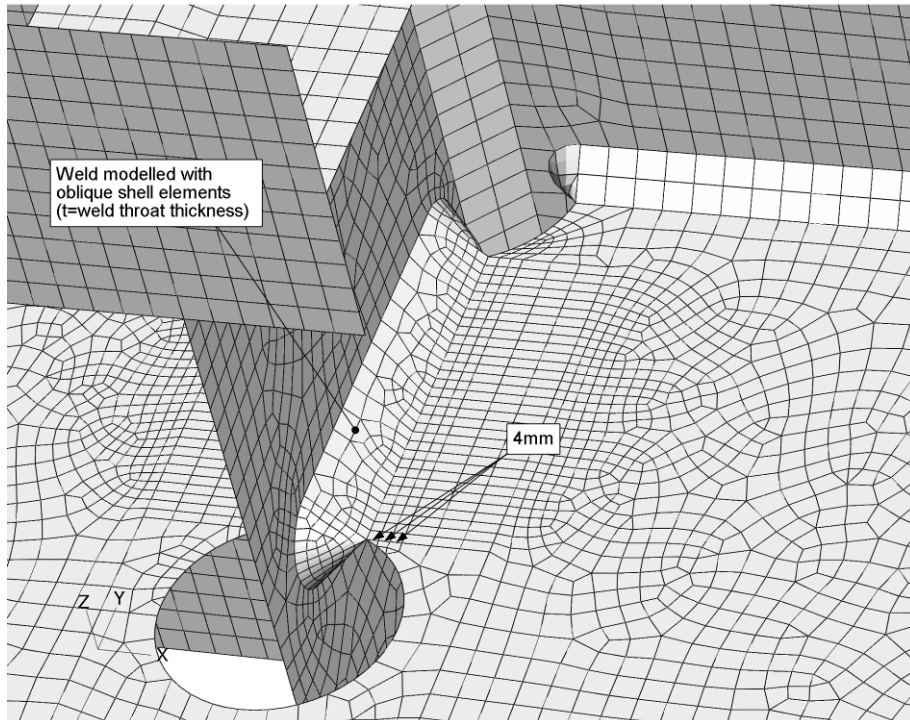 Weld modelled with
oblique shell elements
(t=weld throat thickness)
4mm
Z
Y
X